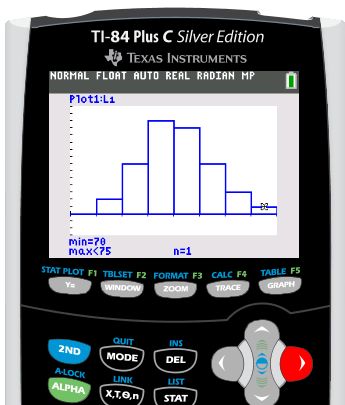 TI-84 Plus C Silver Edition
TEXAS INSTRUMENTS
NORMAL FLOAT AUTO REAL RADIAN MP
Plot1:L1
min=70
max<75 n=1
STAT PLOT F1 TBLSET F2 FORMAT F3 CALC F4 TABLE F5
Y= WINDOW ZOOM TRACE GRAPH
QUIT INS
2ND MODE DEL
A-LOCK LINK LIST
ALPHA X,T,Θ,n STAT